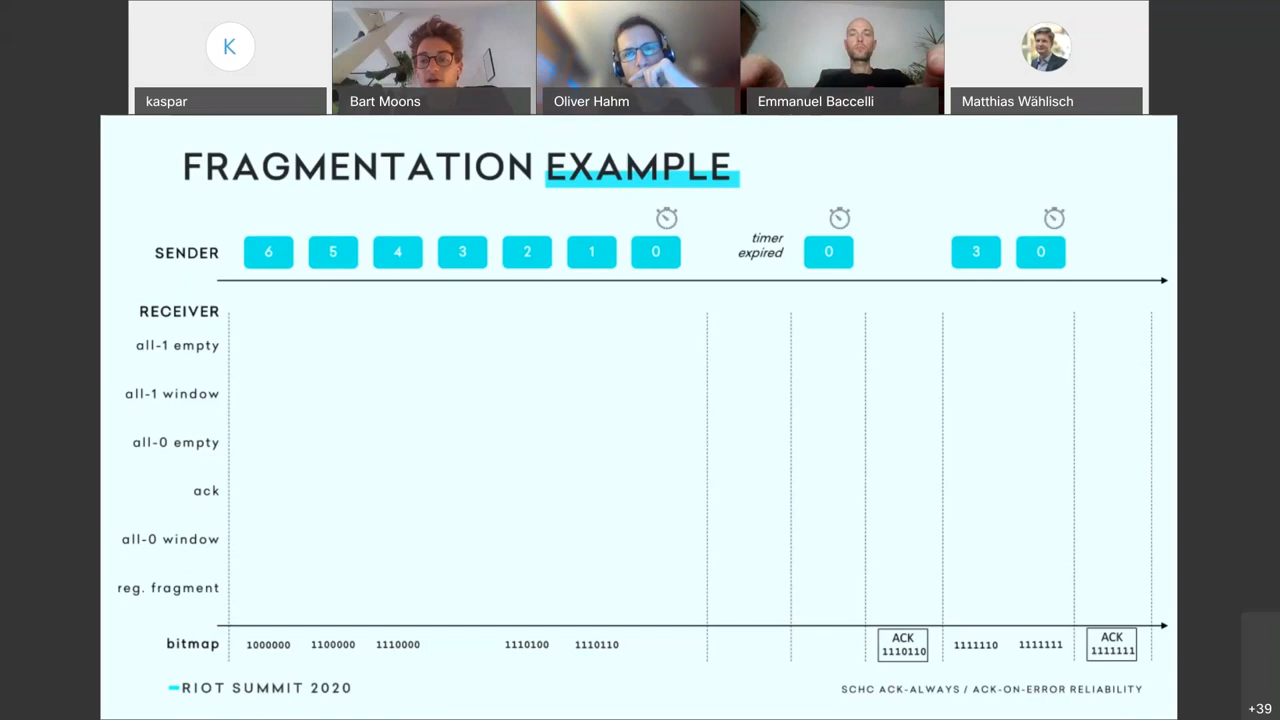 K
kaspar
Bart Moons
Oliver Hahm
Emmanuel Baccelli
Matthias Wählisch
FRAGMENTATION EXAMPLE
SENDER 6 5 4 3 2 1 0 timer expired 0 3 0
RECEIVER
all-1 empty
all-1 window
all-0 empty
ack
all-0 window
reg. fragment
bitmap 1000000 1100000 1110000 1110100 1110110 ACK 1110110 1111110 1111111 ACK 1111111
RIOT SUMMIT 2020
SCHC ACK-ALWAYS / ACK-ON-ERROR RELIABILITY
+39